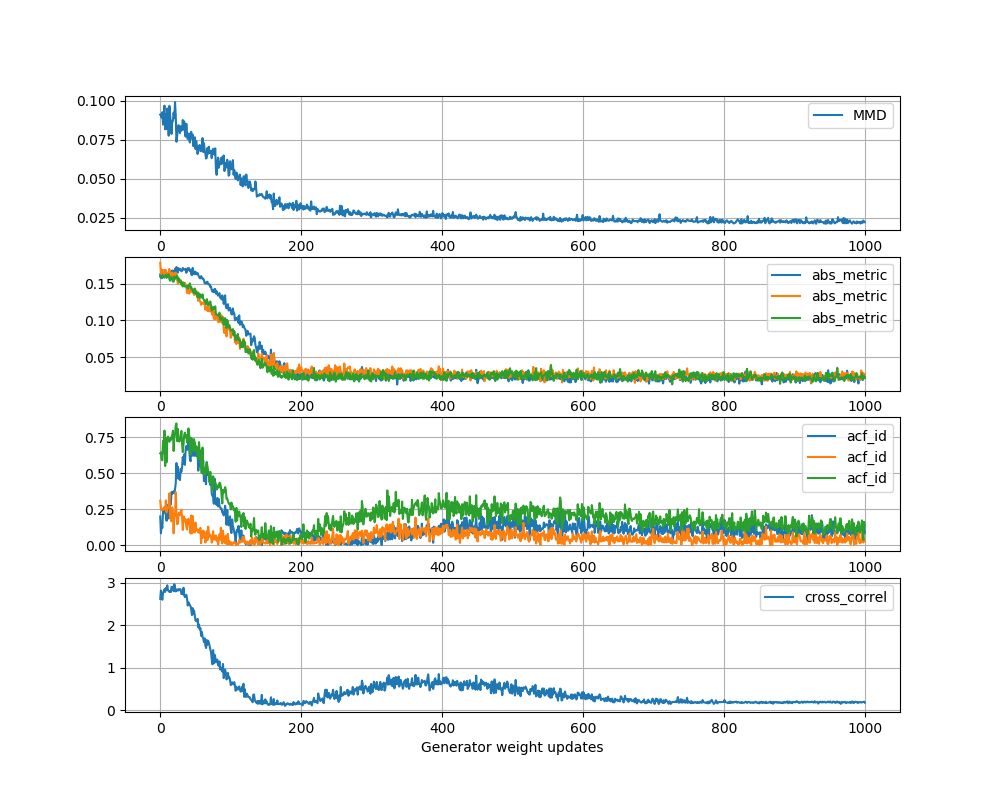 0.100
0.075
0.050
0.025
MMD
0 200 400 600 800 1000
0.15
0.10
0.05
abs_metric
abs_metric
abs_metric
0 200 400 600 800 1000
0.75
0.50
0.25
0.00
acf_id
acf_id
acf_id
0 200 400 600 800 1000
3
2
1
0
cross_correl
0 200 400 600 800 1000
Generator weight updates